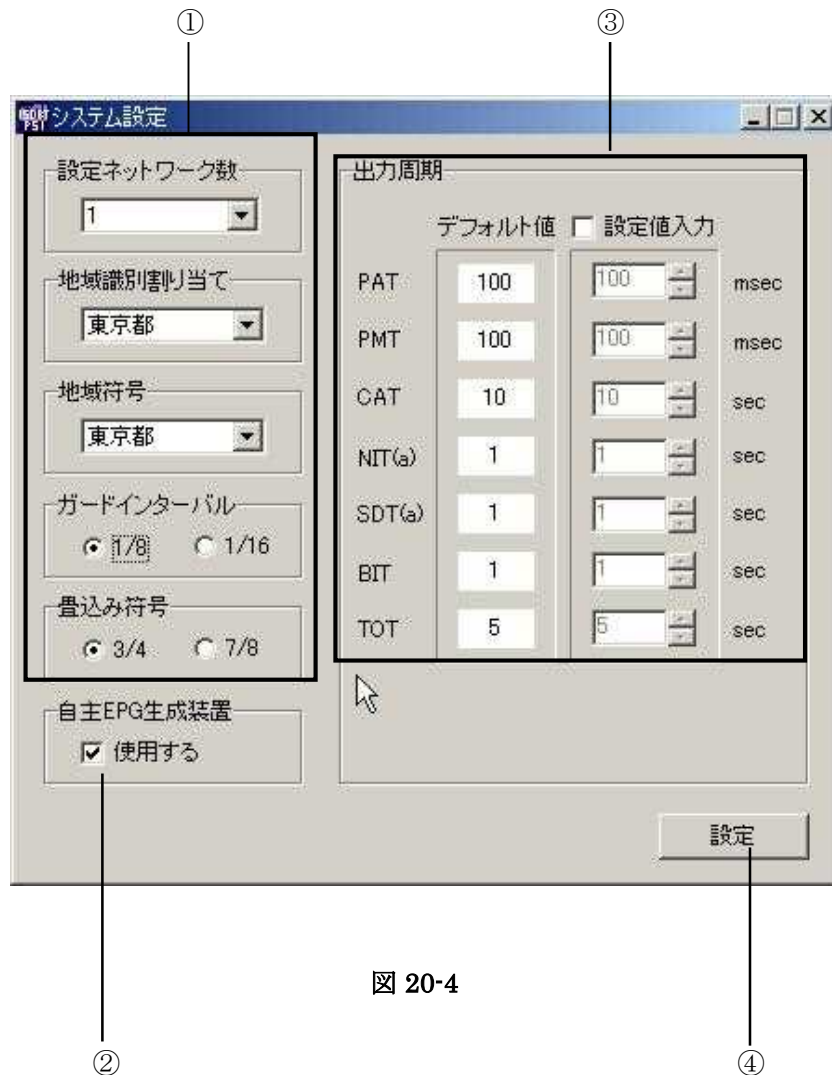 ① ③
システム設定
設定ネットワーク数
1
地域識別割り当て
東京都
地域符号
東京都
ガードインターバル
1/8 1/16
畳込み符号
3/4 7/8
自主EPG生成装置
使用する
出力周期
デフォルト値 設定値入力
PAT 100 100 msec
PMT 100 100 msec
CAT 10 10 sec
NIT(a) 1 1 sec
SDT(a) 1 1 sec
BIT 1 1 sec
TOT 5 5 sec
設定
図 20-4
② ④